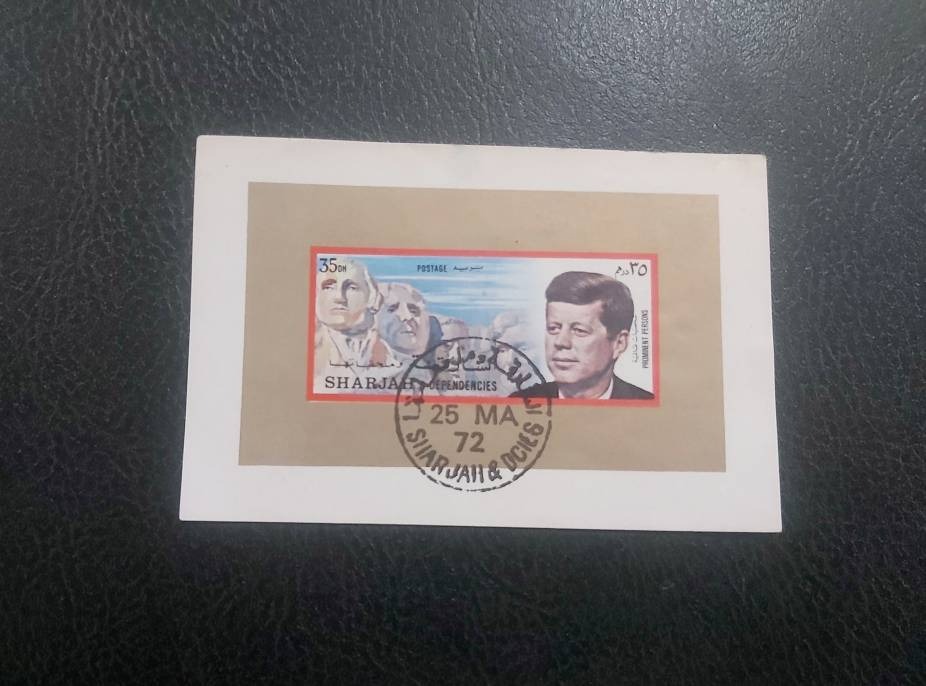 35DH
POSTAGE بريد
٣٥ درهم
PROMINENT PERSONS
SHARJAH & DEPENDENCIES
25 MA
72
SHARJAH & DCIES